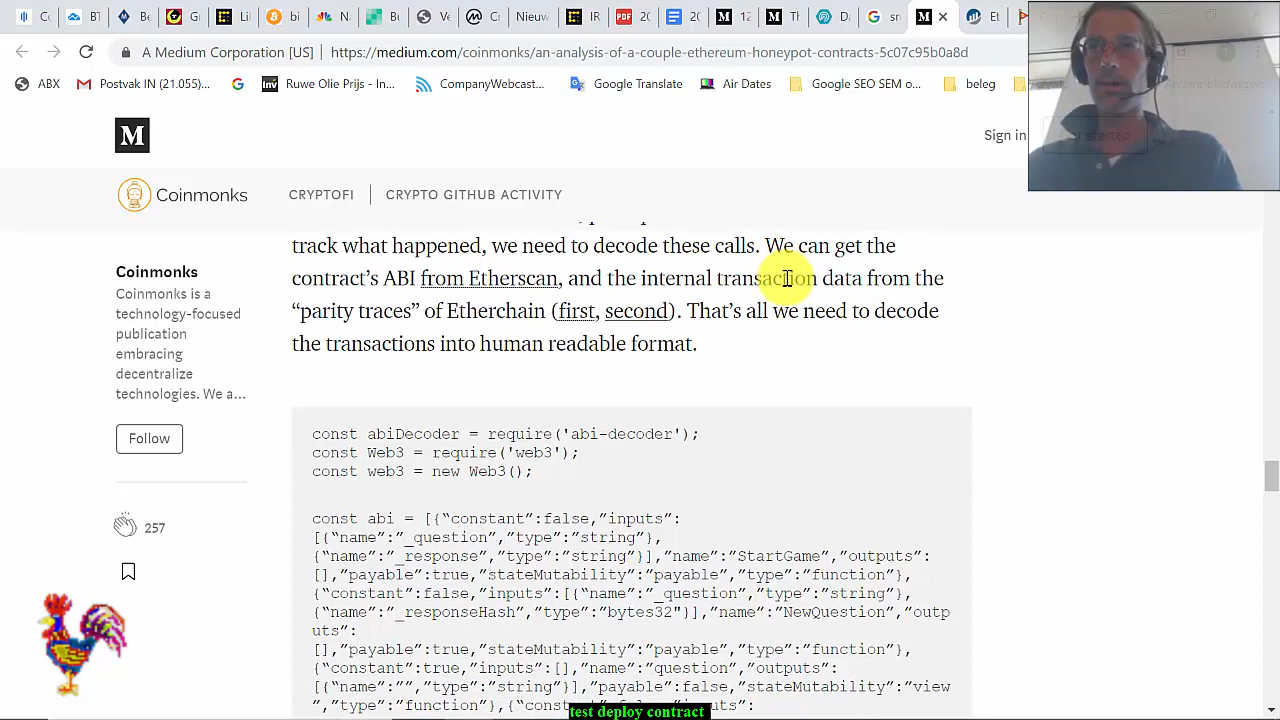 A Medium Corporation [US] | https://medium.com/coinmonks
nalysis-of-a-couple-ethereum-honeypot-contracts-5c07c95b0a8d
ABX
Postvak IN (21.055)...
Ruwe Olie - In...
CompareWebs...
Google Translate
Air Dates
Google SEO SEM o...
beleg
M
Sign in
Coinmonks
CRYPTOFI
CRYPTO GITHUB ACTIVITY
track what happened, we need to decode these calls. We can get the
contract’s ABI from Etherscan, and the internal transaction data from the
“parity traces” of Etherchain (first, second). That’s all we need to decode
the transactions into human readable format.
Coinmonks
Coinmonks is a
technology-focused
publication
embracing
decentralize
technologies. We a...
Follow
257
const abiDecoder = require('abi-decoder');
const Web3 = require('web3');
const web3 = new Web3();
const abi = [{“constant”:false,”inputs”:
[{“name”:”_question”,”type”:”string”},
{“name”:”_response”,”type”:”string”}],”name”:”StartGame”,”outputs”:
[],”payable”:true,”stateMutability”:”payable”,”type”:”function”},
{“constant”:false,”inputs”:[{“name”:”_question”,”type”:”string”},
{“name”:”_responseHash”,”type”:”bytes32"}],”name”:”NewQuestion”,”outp
uts”:
[],”payable”:true,”stateMutability”:”payable”,”type”:”function”},
{“constant”:true,”inputs”:[],”name”:”question”,”outputs”:
[{“name”:””,”type”:”string”}],”payable”:false,”stateMutability”:”view
test deploy contract